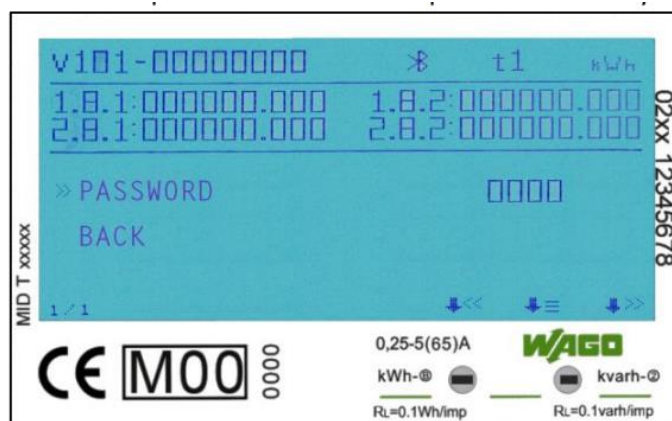 v101-00000000 t1 kWh
1.8.1:000000.000 1.8.2:000000.000
2.8.1:000000.000 2.8.2:000000.000
» PASSWORD 0000
BACK
1/1 << ≡ >>
MID T xxxxx
02xx 12345678
CE M00 0000
0,25-5(65)A WAGO
kWh-⑧ kvarh-②
RL=0.1Wh/imp RL=0.1varh/imp